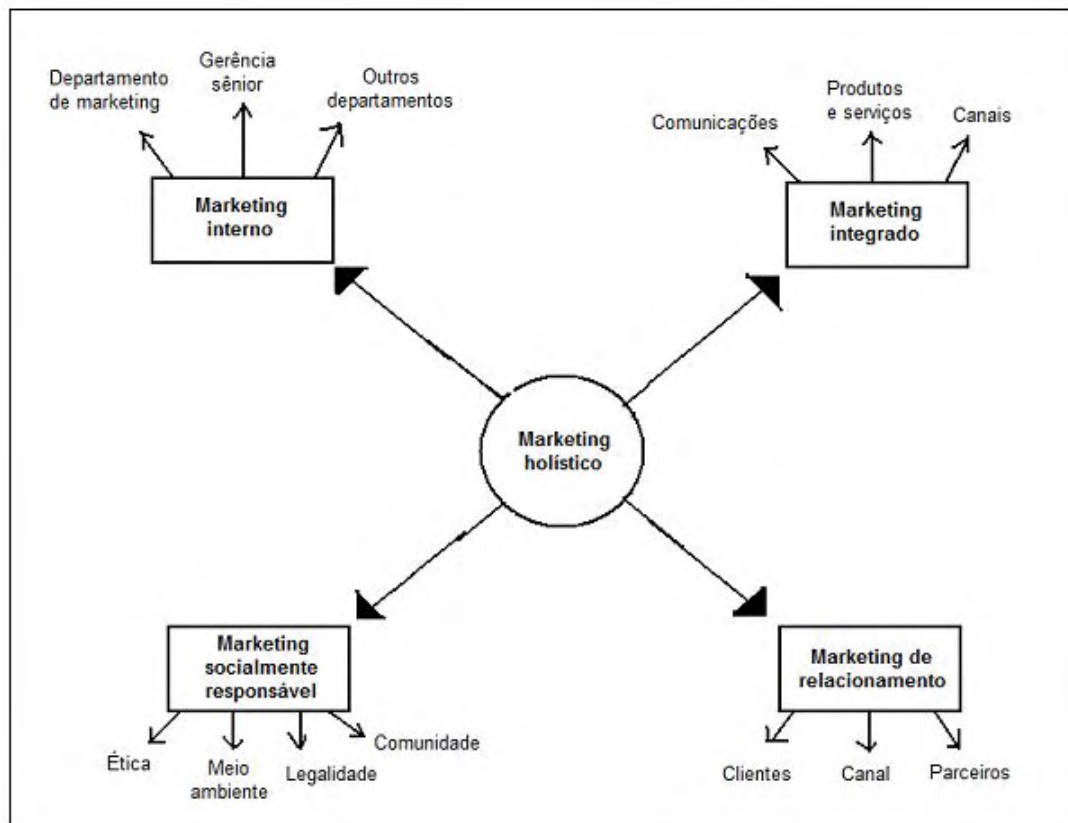 Departamento
de marketing
Gerência
sênior
Outros
departamentos
Marketing
interno
Comunicações
Produtos
e serviços
Canais
Marketing
integrado
Marketing
holístico
Marketing
socialmente
responsável
Ética
Meio
ambiente
Legalidade
Comunidade
Marketing de
relacionamento
Clientes
Canal
Parceiros